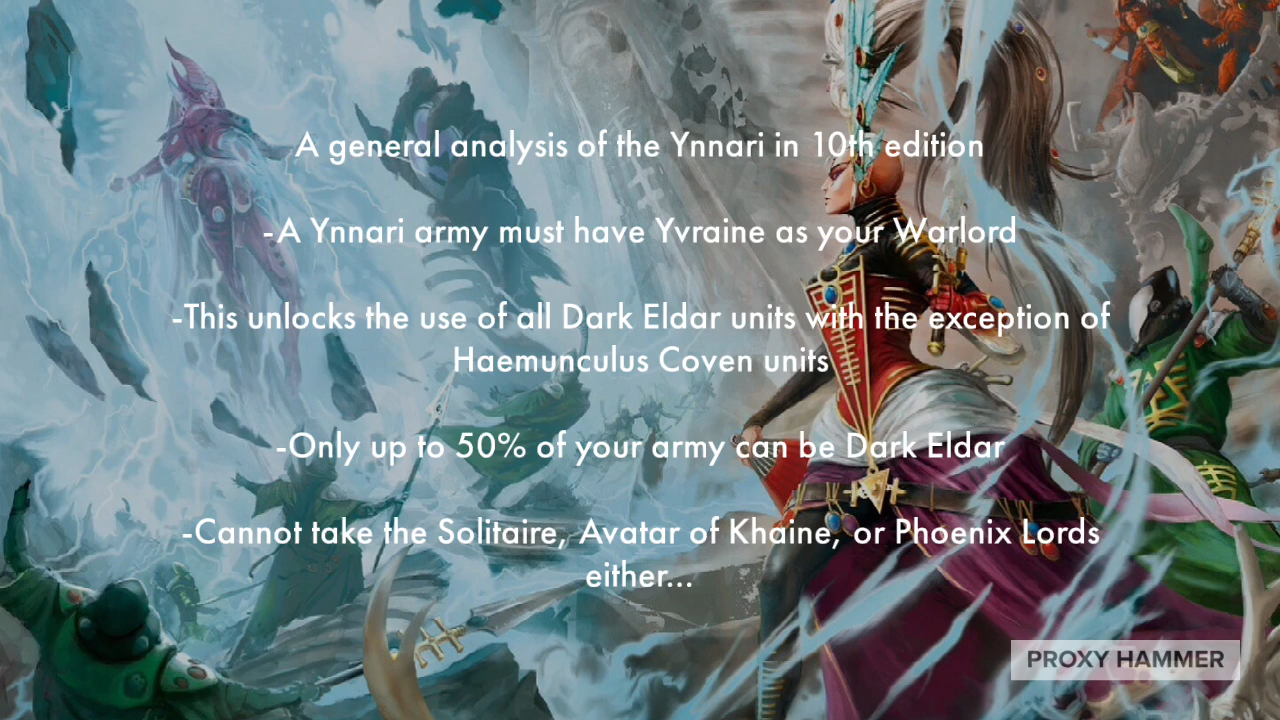 A general analysis of the Ynnari in 10th edition
-A Ynnari army must have Yvraine as your Warlord
-This unlocks the use of all Dark Eldar units with the exception of
Haemunculus Coven units
-Only up to 50% of your army can be Dark Eldar
-Cannot take the Solitaire, Avatar of Khaine, or Phoenix Lords
either...
PROXY HAMMER